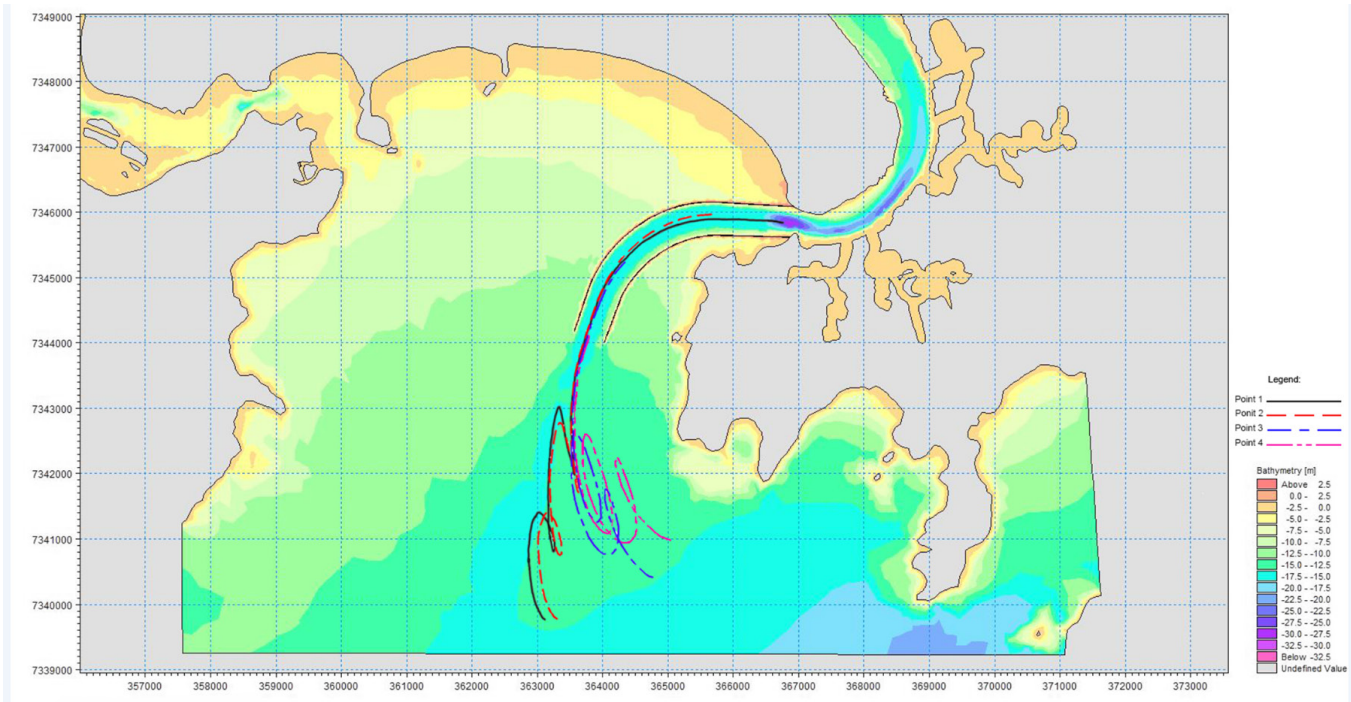 7349000
7348000
7347000
7346000
7345000
7344000
7343000
7342000
7341000
7340000
7339000
357000 358000 359000 360000 361000 362000 363000 364000 365000 366000 367000 368000 369000 370000 371000 372000 373000
Legend:
Point 1
Ponit 2
Point 3
Point 4
Bathymetry [m]
Above 2.5
0.0 - 2.5
-2.5 - 0.0
-5.0 - -2.5
-7.5 - -5.0
-10.0 - -7.5
-12.5 - -10.0
-15.0 - -12.5
-17.5 - -15.0
-20.0 - -17.5
-22.5 - -20.0
-25.0 - -22.5
-27.5 - -25.0
-30.0 - -27.5
-32.5 - -30.0
Below -32.5
Undefined Value